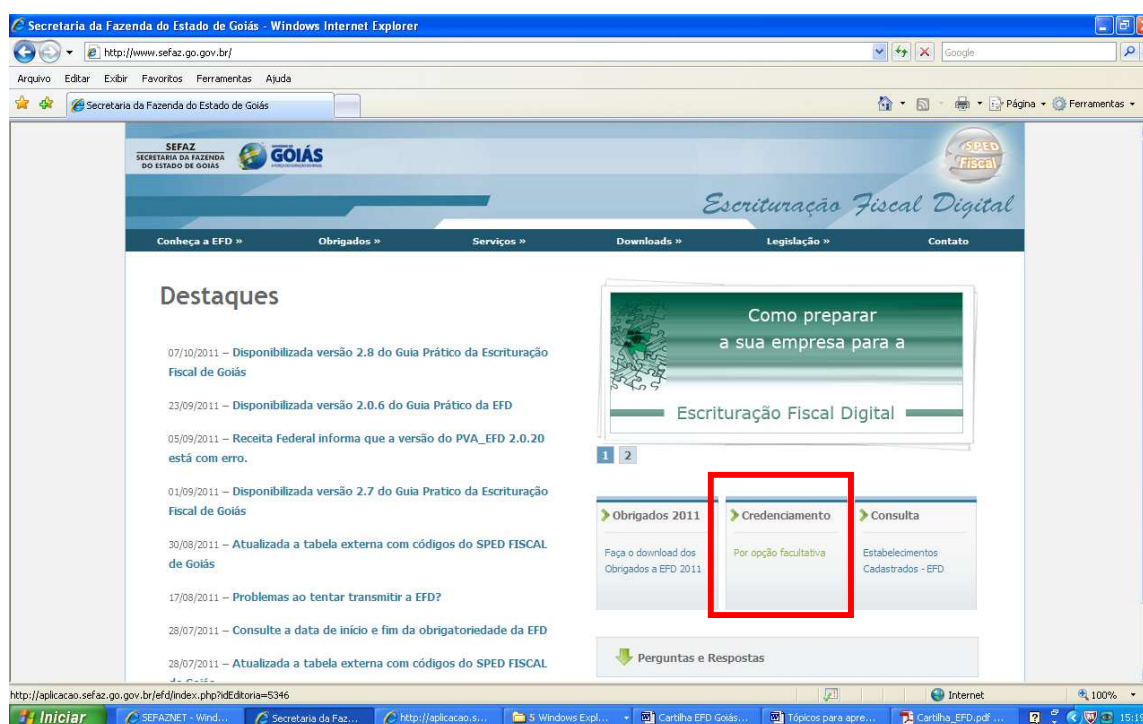 Secretaria da Fazenda do Estado de Goiás - Windows Internet Explorer
http://www.sefaz.go.gov.br/
Google
Arquivo Editar Exibir Favoritos Ferramentas Ajuda
Secretaria da Fazenda do Estado de Goiás
Página Ferramentas
SEFAZ
SECRETARIA DA FAZENDA
DO ESTADO DE GOIÁS
GOIÁS
SPED
Fiscal
Escrituração Fiscal Digital
Conheça a EFD » Obrigados » Serviços » Downloads » Legislação » Contato
Destaques
07/10/2011 – Disponibilizada versão 2.8 do Guia Prático da Escrituração
Fiscal de Goiás
23/09/2011 – Disponibilizada versão 2.0.6 do Guia Prático da EFD
05/09/2011 – Receita Federal informa que a versão do PVA_EFD 2.0.20
está com erro.
01/09/2011 – Disponibilizada versão 2.7 do Guia Pratico da Escrituração
Fiscal de Goiás
30/08/2011 – Atualizada a tabela externa com códigos do SPED FISCAL
de Goiás
17/08/2011 – Problemas ao tentar transmitir a EFD?
28/07/2011 – Consulte a data de início e fim da obrigatoriedade da EFD
28/07/2011 – Atualizada a tabela externa com códigos do SPED FISCAL
Como preparar
a sua empresa para a
Escrituração Fiscal Digital
1 2
Obrigados 2011
Faça o download dos
Obrigados a EFD 2011
Credenciamento
Por opção facultativa
Consulta
Estabelecimentos
Cadastrados - EFD
Perguntas e Respostas
http://aplicacao.sefaz.go.gov.br/efd/index.php?idEditoria=5346
Internet 100%
Iniciar SEFAZNET - Wind... Secretaria da Faz... http://aplicacao.s... 5 Windows Expl... Cartilha EFD Goiás... Tópicos para apre... Cartilha_EFD.pdf ...